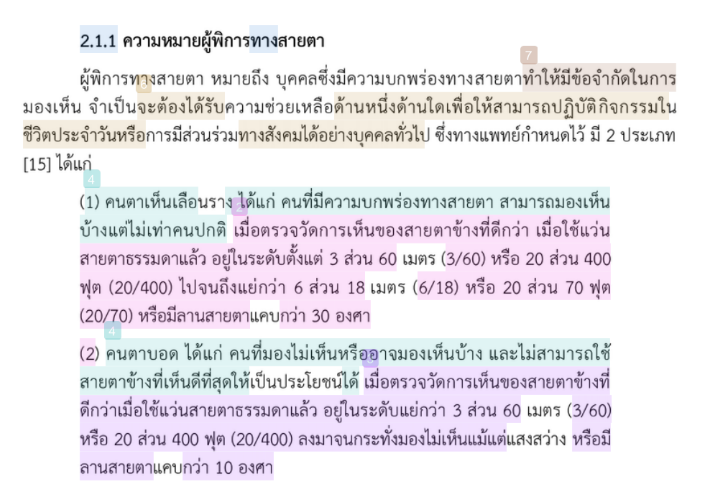 2.1.1 ความหมายผู้พิการทางสายตา
7
ผู้พิการทางสายตา หมายถึง บุคคลซึ่งมีความบกพร่องทางสายตาทำให้มีข้อจำกัดในการ
มองเห็น จำเป็นจะต้องได้รับความช่วยเหลือด้านหนึ่งด้านใดเพื่อให้สามารถปฏิบัติกิจกรรมใน
ชีวิตประจำวันหรือการมีส่วนร่วมทางสังคมได้อย่างบุคคลทั่วไป ซึ่งทางแพทย์กำหนดไว้ มี 2 ประเภท
[15] ได้แก่
4
(1) คนตาเห็นเลือนราง ได้แก่ คนที่มีความบกพร่องทางสายตา สามารถมองเห็น
บ้างแต่ไม่เท่าคนปกติ เมื่อตรวจวัดการเห็นของสายตาข้างที่ดีกว่า เมื่อใช้แว่น
สายตาธรรมดาแล้ว อยู่ในระดับตั้งแต่ 3 ส่วน 60 เมตร (3/60) หรือ 20 ส่วน 400
ฟุต (20/400) ไปจนถึงแย่กว่า 6 ส่วน 18 เมตร (6/18) หรือ 20 ส่วน 70 ฟุต
(20/70) หรือมีลานสายตาแคบกว่า 30 องศา
4
(2) คนตาบอด ได้แก่ คนที่มองไม่เห็นหรืออาจมองเห็นบ้าง และไม่สามารถใช้
สายตาข้างที่เห็นดีที่สุดให้เป็นประโยชน์ได้ เมื่อตรวจวัดการเห็นของสายตาข้างที่
ดีกว่าเมื่อใช้แว่นสายตาธรรมดาแล้ว อยู่ในระดับแย่กว่า 3 ส่วน 60 เมตร (3/60)
หรือ 20 ส่วน 400 ฟุต (20/400) ลงมาจนกระทั่งมองไม่เห็นแม้แต่แสงสว่าง หรือมี
ลานสายตาแคบกว่า 10 องศา